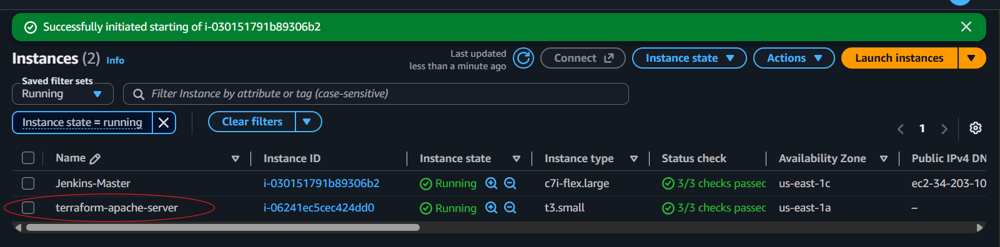 Successfully initiated starting of i-030151791b89306b2
Instances (2) Info
Last updated
less than a minute ago
Connect
Instance state
Actions
Launch instances
Saved filter sets
Running
Filter Instance by attribute or tag (case-sensitive)
Instance state = running
Clear filters
1
Name Instance ID Instance state Instance type Status check Availability Zone Public IPv4 DN
Jenkins-Master i-030151791b89306b2 Running c7i-flex.large 3/3 checks passed us-east-1c ec2-34-203-10
terraform-apache-server i-06241ec5cec424dd0 Running t3.small 3/3 checks passed us-east-1a –